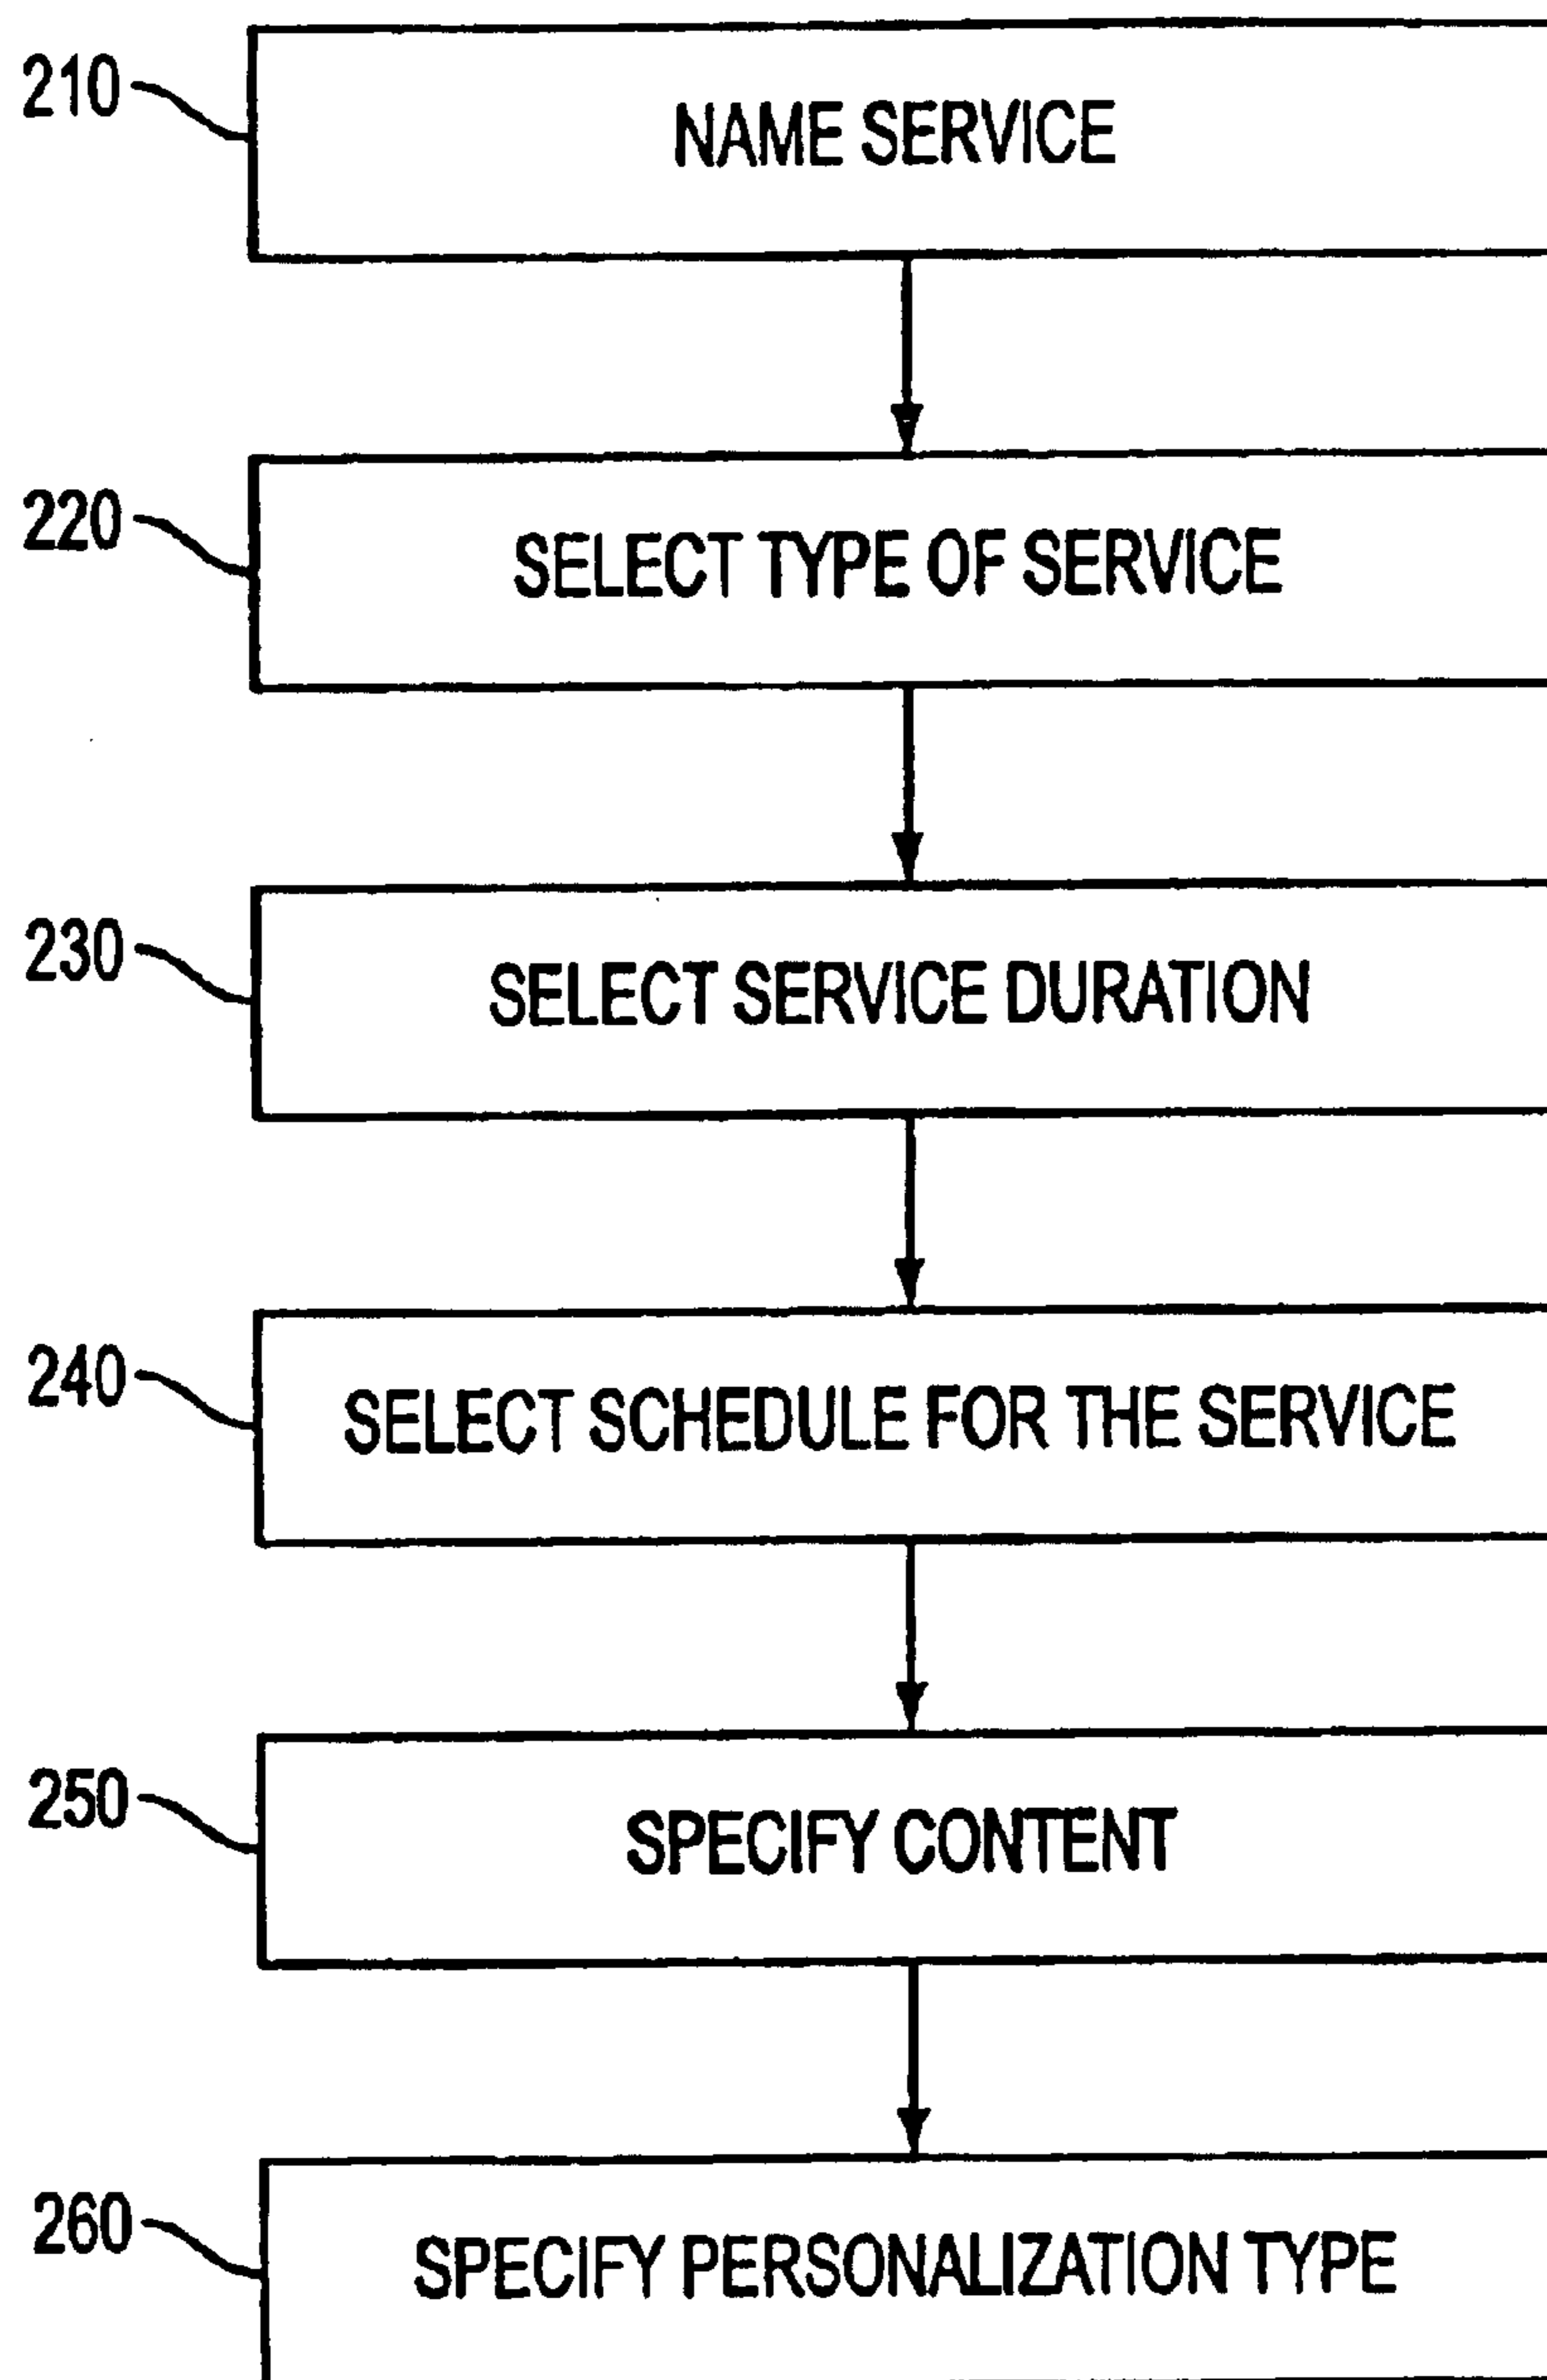 210
NAME SERVICE
220
SELECT TYPE OF SERVICE
230
SELECT SERVICE DURATION
240
SELECT SCHEDULE FOR THE SERVICE
250
SPECIFY CONTENT
260
SPECIFY PERSONALIZATION TYPE